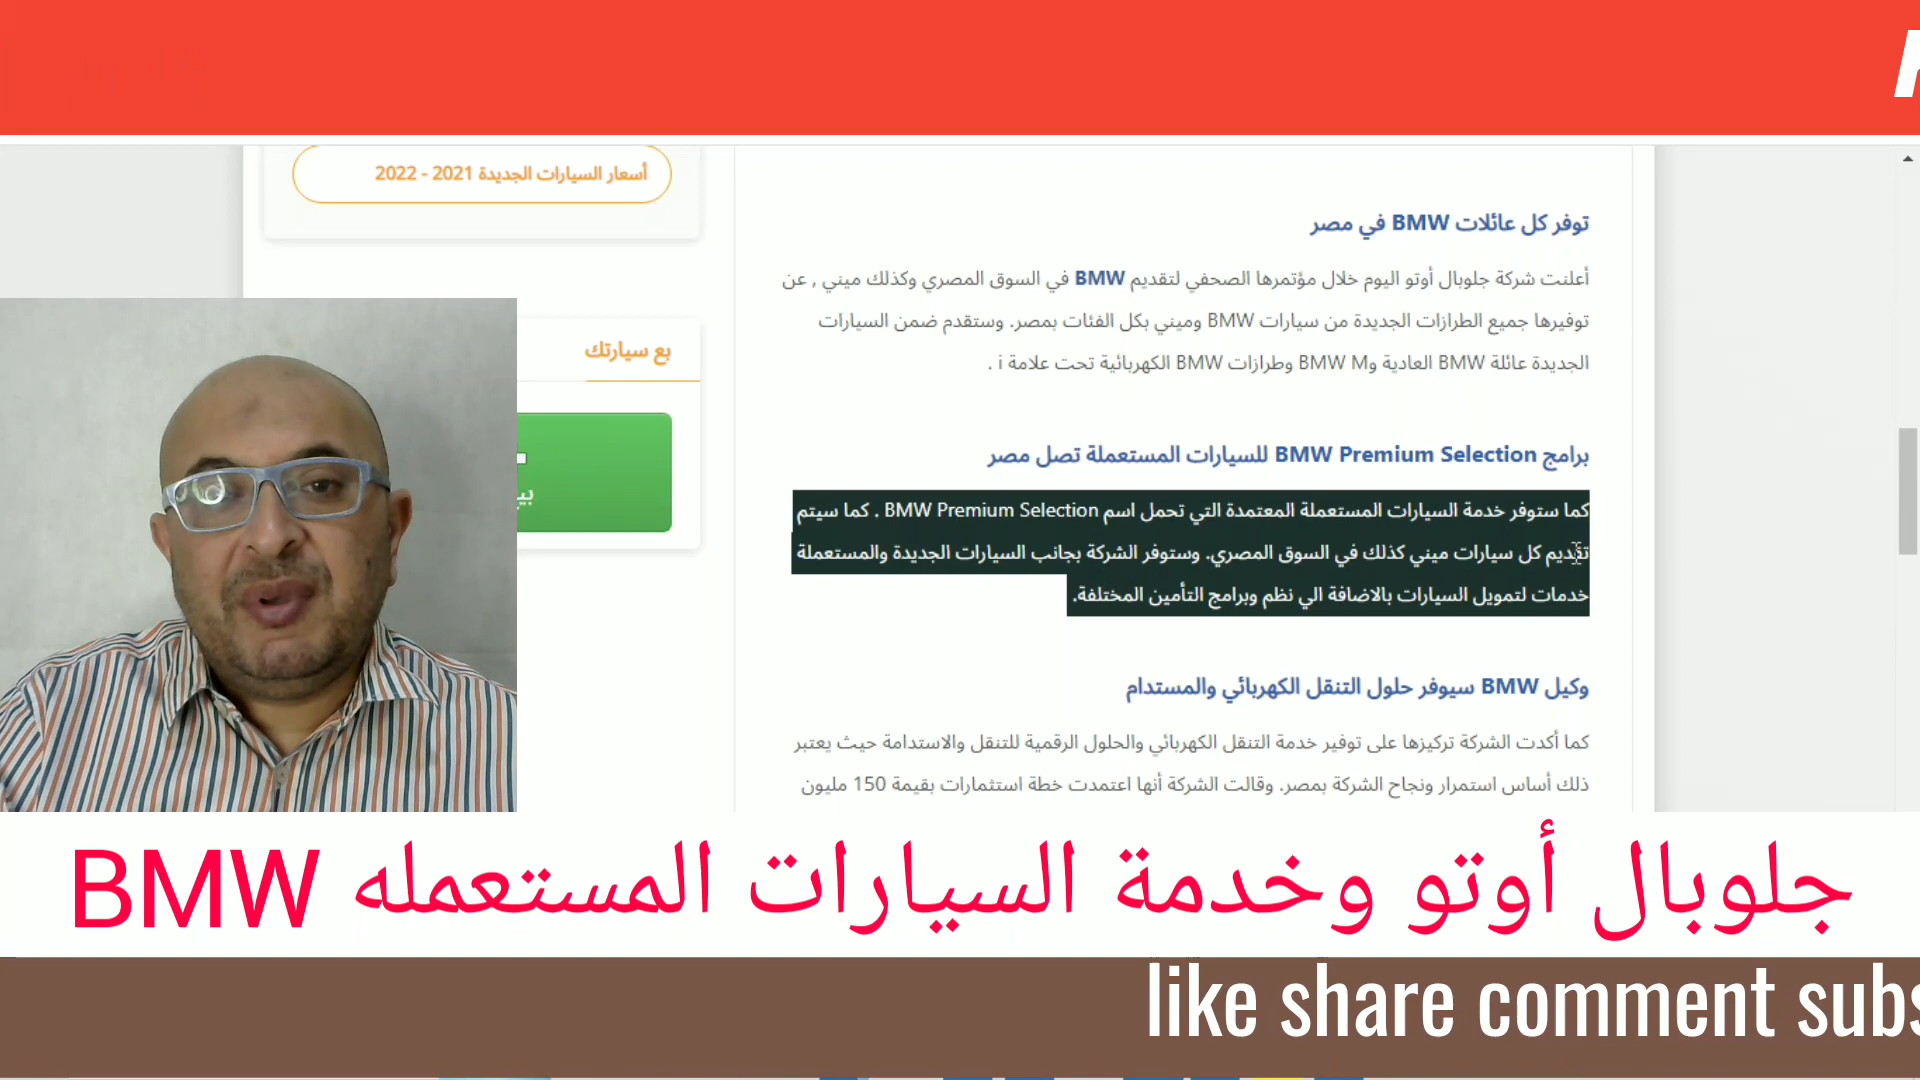 أسعار السيارات الجديدة 2021 - 2022
توفر كل عائلات BMW في مصر
أعلنت شركة جلوبال أوتو اليوم خلال مؤتمرها الصحفي لتقديم BMW في السوق المصري وكذلك ميني , عن
توفيرها جميع الطرازات الجديدة من سيارات BMW وميني بكل الفئات بمصر. وستقدم ضمن السيارات
الجديدة عائلة BMW العادية وBMW M وطرازات BMW الكهربائية تحت علامة i .
بع سيارتك
برامج BMW Premium Selection للسيارات المستعملة تصل مصر
كما ستوفر خدمة السيارات المستعملة المعتمدة التي تحمل اسم BMW Premium Selection . كما سيتم
تقديم كل سيارات ميني كذلك في السوق المصري. وستوفر الشركة بجانب السيارات الجديدة والمستعملة
خدمات لتمويل السيارات بالاضافة الي نظم وبرامج التأمين المختلفة.
وكيل BMW سيوفر حلول التنقل الكهربائي والمستدام
كما أكدت الشركة تركيزها على توفير خدمة التنقل الكهربائي والحلول الرقمية للتنقل والاستدامة حيث يعتبر
ذلك أساس استمرار ونجاح الشركة بمصر. وقالت الشركة أنها اعتمدت خطة استثمارات بقيمة 150 مليون
جلوبال أوتو وخدمة السيارات المستعمله BMW
like share comment subs